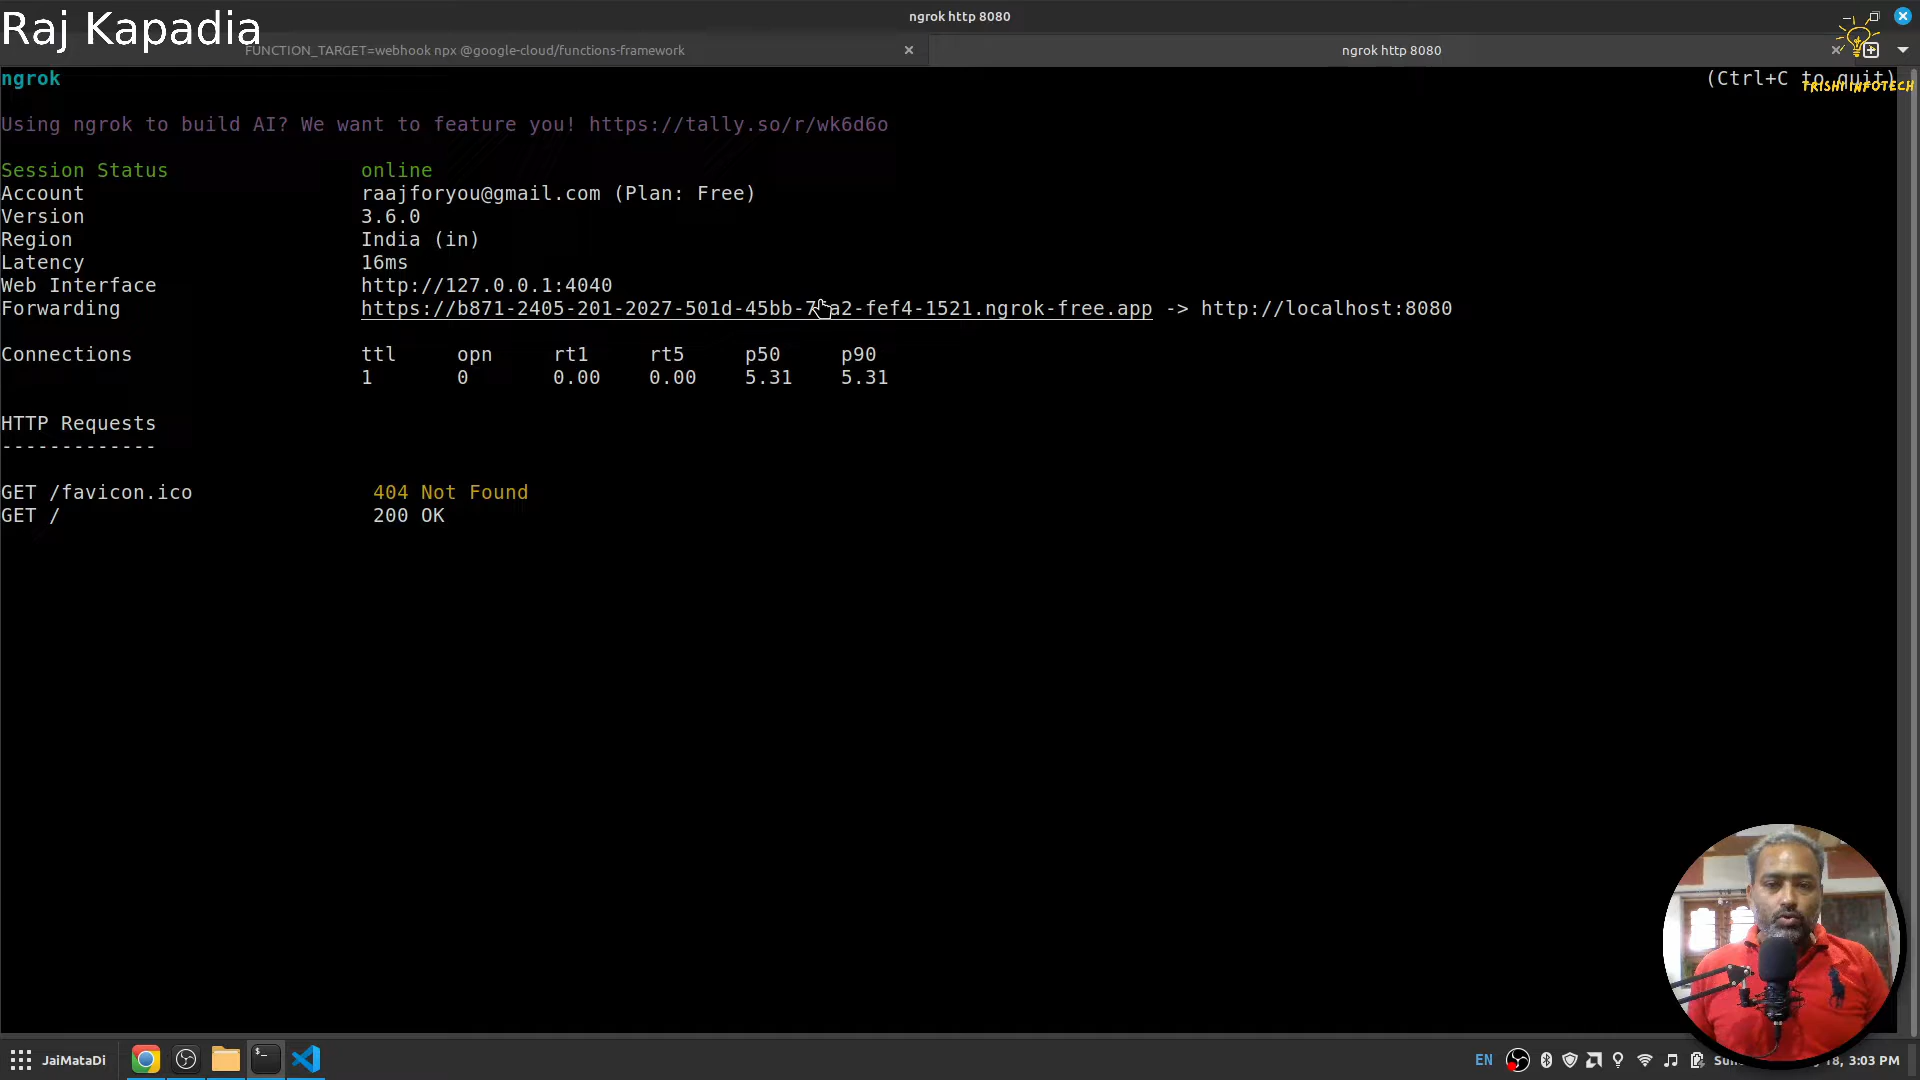 Raj Kapadia
ngrok http 8080
FUNCTION_TARGET=webhook npx @google-cloud/functions-framework
ngrok http 8080
ngrok
(Ctrl+C to quit)
TRISHI INFOTECH
Using ngrok to build AI? We want to feature you! https://tally.so/r/wk6d6o
Session Status online
Account raajforyou@gmail.com (Plan: Free)
Version 3.6.0
Region India (in)
Latency 16ms
Web Interface http://127.0.0.1:4040
Forwarding -> http://localhost:8080
Connections ttl opn rt1 rt5 p50 p90
1 0 0.00 0.00 5.31 5.31
HTTP Requests
-------------
GET /favicon.ico 404 Not Found
GET / 200 OK
JaiMataDi
EN
3:03 PM